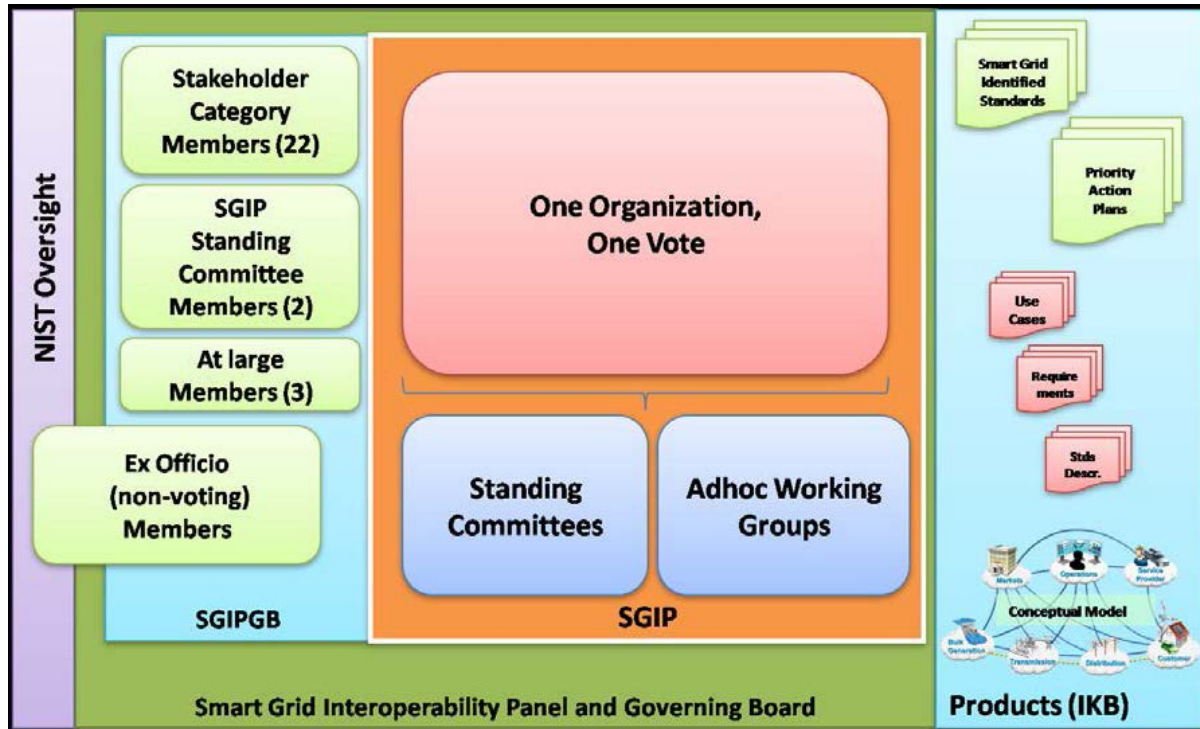 NIST Oversight
Stakeholder
Category
Members (22)
SGIP
Standing
Committee
Members (2)
At large
Members (3)
Ex Officio
(non-voting)
Members
SGIPGB
One Organization,
One Vote
Standing
Committees
Adhoc Working
Groups
SGIP
Smart Grid Interoperability Panel and Governing Board
Smart Grid
Identified
Standards
Priority
Action
Plans
Use
Cases
Require
ments
Stds
Descr.
Markets
Operations
Service
Provider
Conceptual Model
Bulk
Generation
Transmission
Distribution
Customer
Products (IKB)